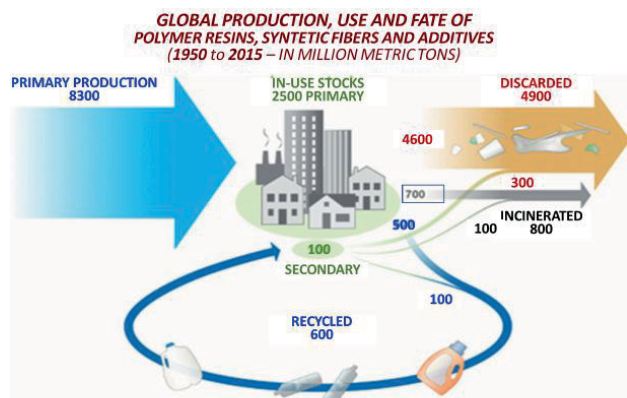 GLOBAL PRODUCTION, USE AND FATE OF
POLYMER RESINS, SYNTETIC FIBERS AND ADDITIVES
(1950 to 2015 – IN MILLION METRIC TONS)
PRIMARY PRODUCTION
8300
IN-USE STOCKS
2500 PRIMARY
DISCARDED
4900
4600
700
300
500
100
INCINERATED
800
100
SECONDARY
100
RECYCLED
600